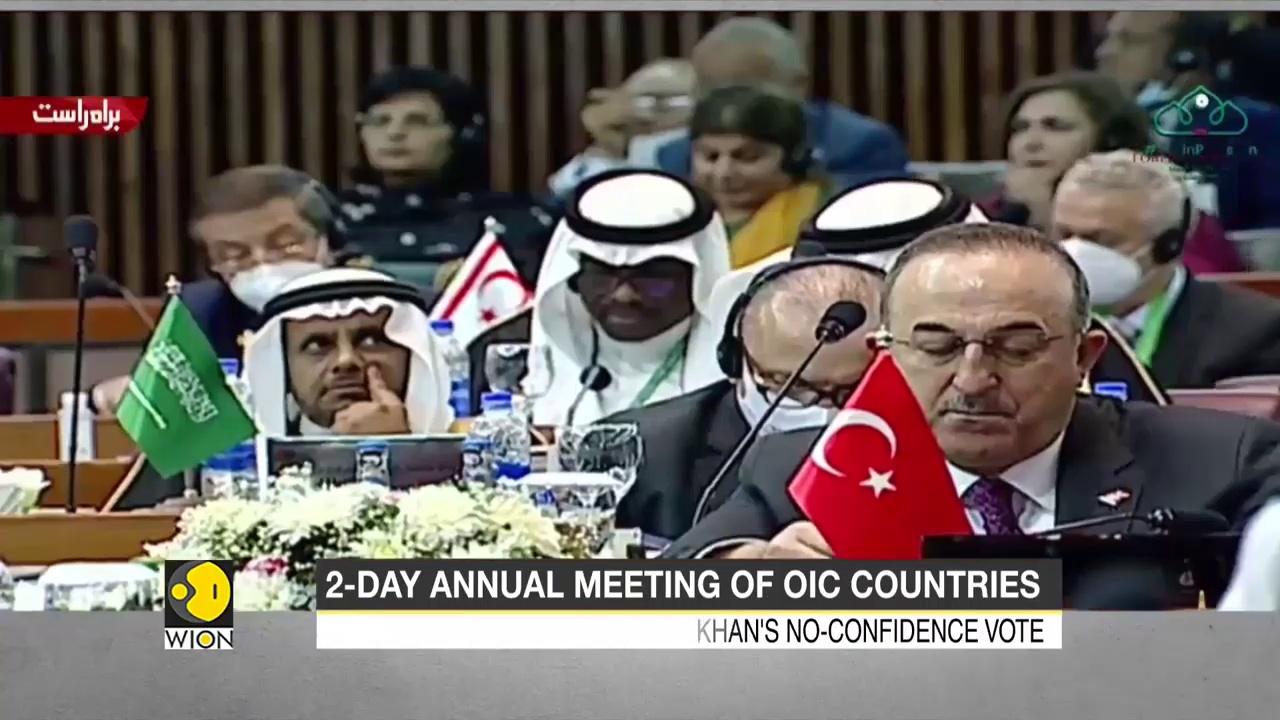 براہ راست
2-DAY ANNUAL MEETING OF OIC COUNTRIES
KHAN'S NO-CONFIDENCE VOTE
WION